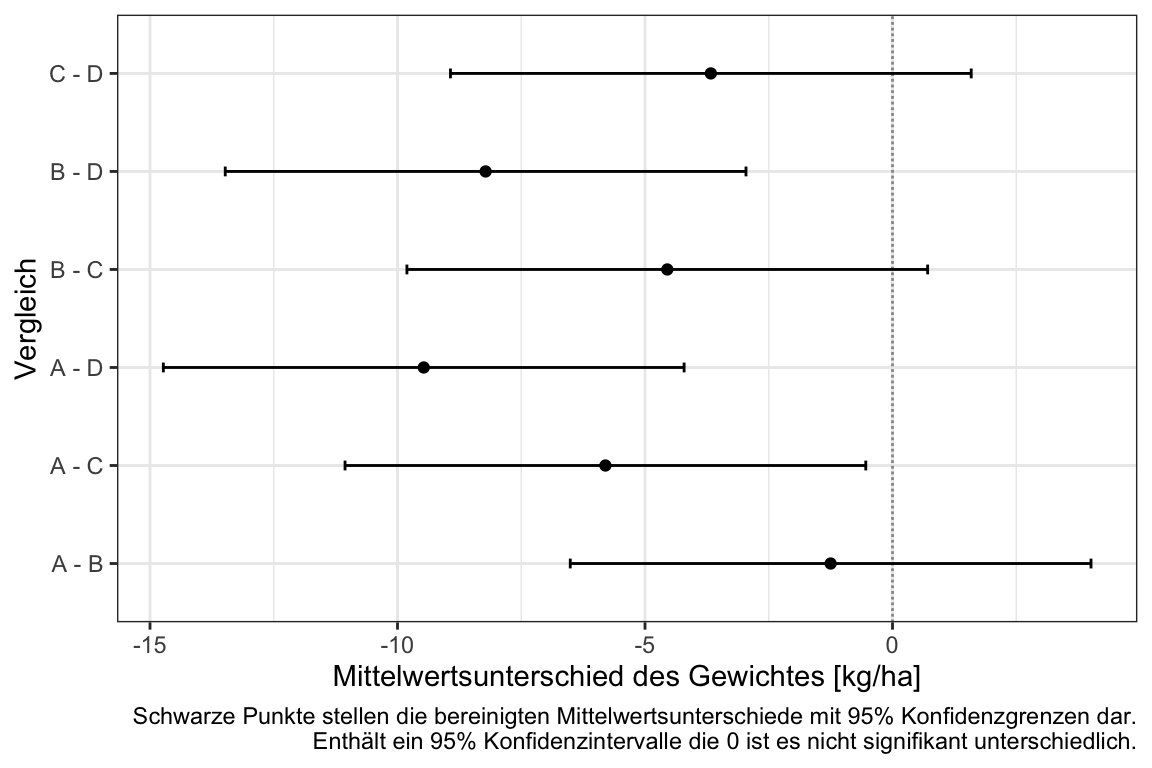 C - D
B - D
B - C
A - D
A - C
A - B
Vergleich
-15 -10 -5 0
Mittelwertsunterschied des Gewichtes [kg/ha]
Schwarze Punkte stellen die bereinigten Mittelwertsunterschiede mit 95% Konfidenzgrenzen dar.
Enthält ein 95% Konfidenzintervalle die 0 ist es nicht signifikant unterschiedlich.